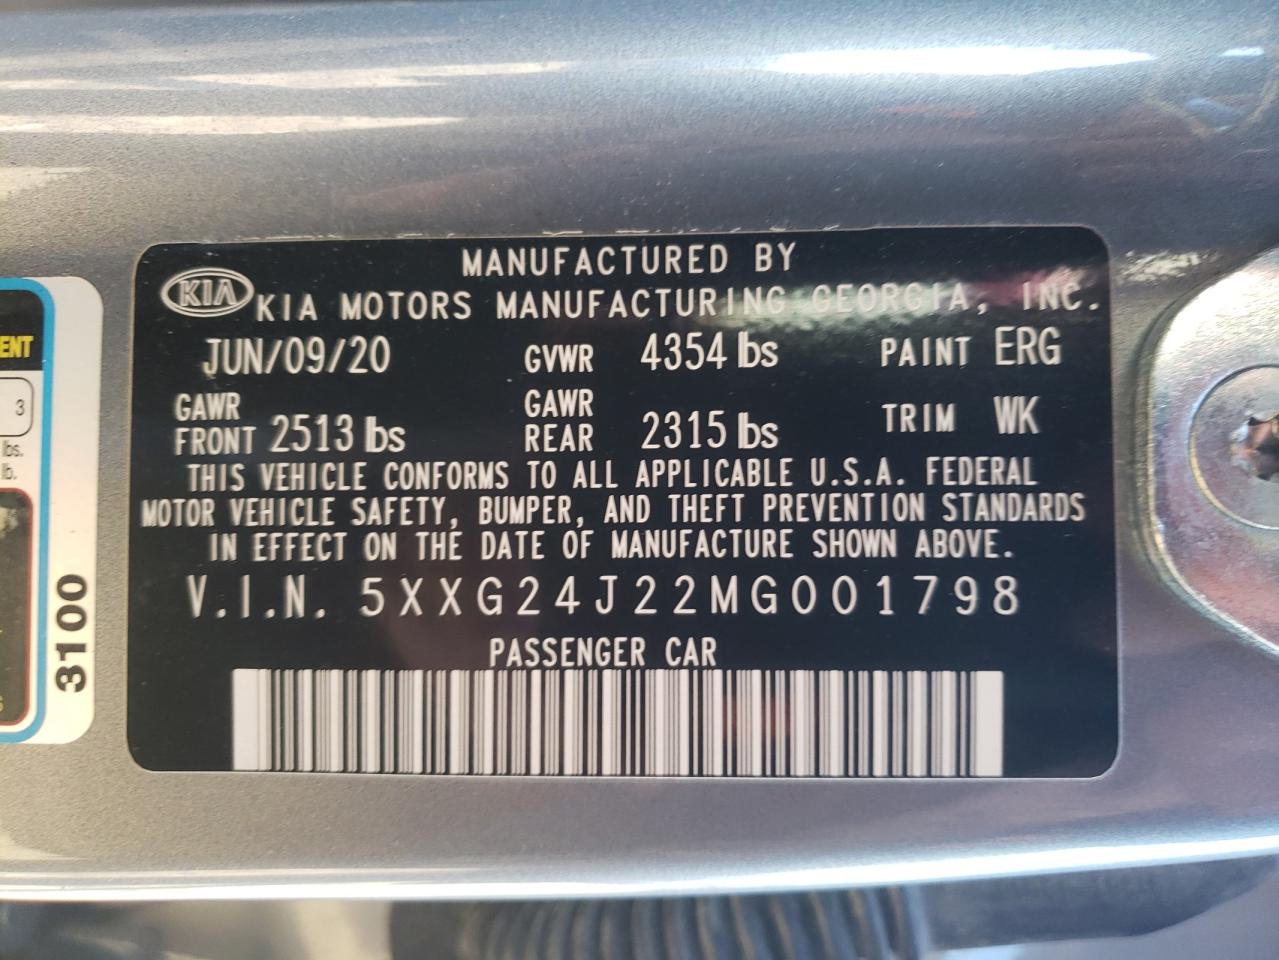 MANUFACTURED BY
KIA KIA MOTORS MANUFACTURING GEORGIA, INC.
JUN/09/20 GVWR 4354 lbs PAINT ERG
GAWR FRONT 2513 lbs GAWR REAR 2315 lbs TRIM WK
THIS VEHICLE CONFORMS TO ALL APPLICABLE U.S.A. FEDERAL
MOTOR VEHICLE SAFETY, BUMPER, AND THEFT PREVENTION STANDARDS
IN EFFECT ON THE DATE OF MANUFACTURE SHOWN ABOVE.
V.I.N. 5XXG24J22MG001798
PASSENGER CAR
3
lbs.
lb.
3100